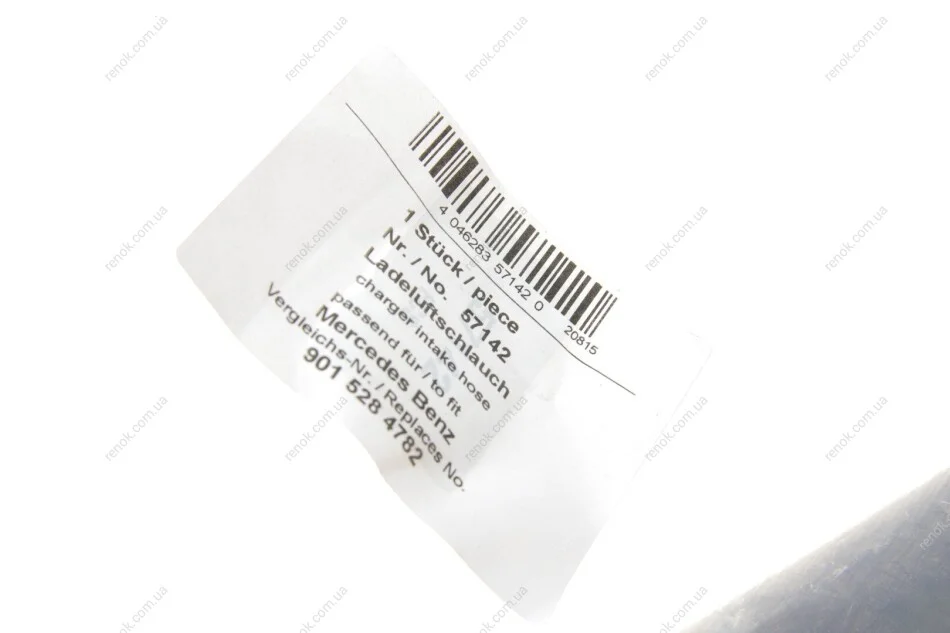 4 046283 57142 0
20815
1 Stück / piece
Nr. / No. 57142
Ladeluftschlauch
charger intake hose
passend für / to fit
Mercedes Benz
Vergleichs-Nr. / Replaces No.
901 528 4782
renok.com.ua